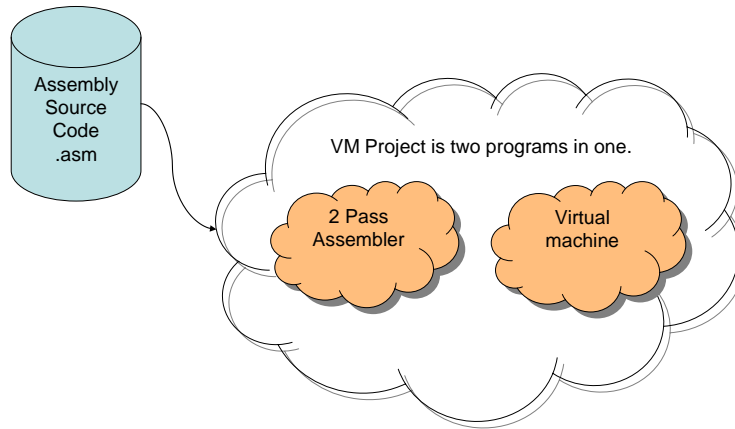 Assembly
Source
Code
.asm
VM Project is two programs in one.
2 Pass
Assembler
Virtual
machine